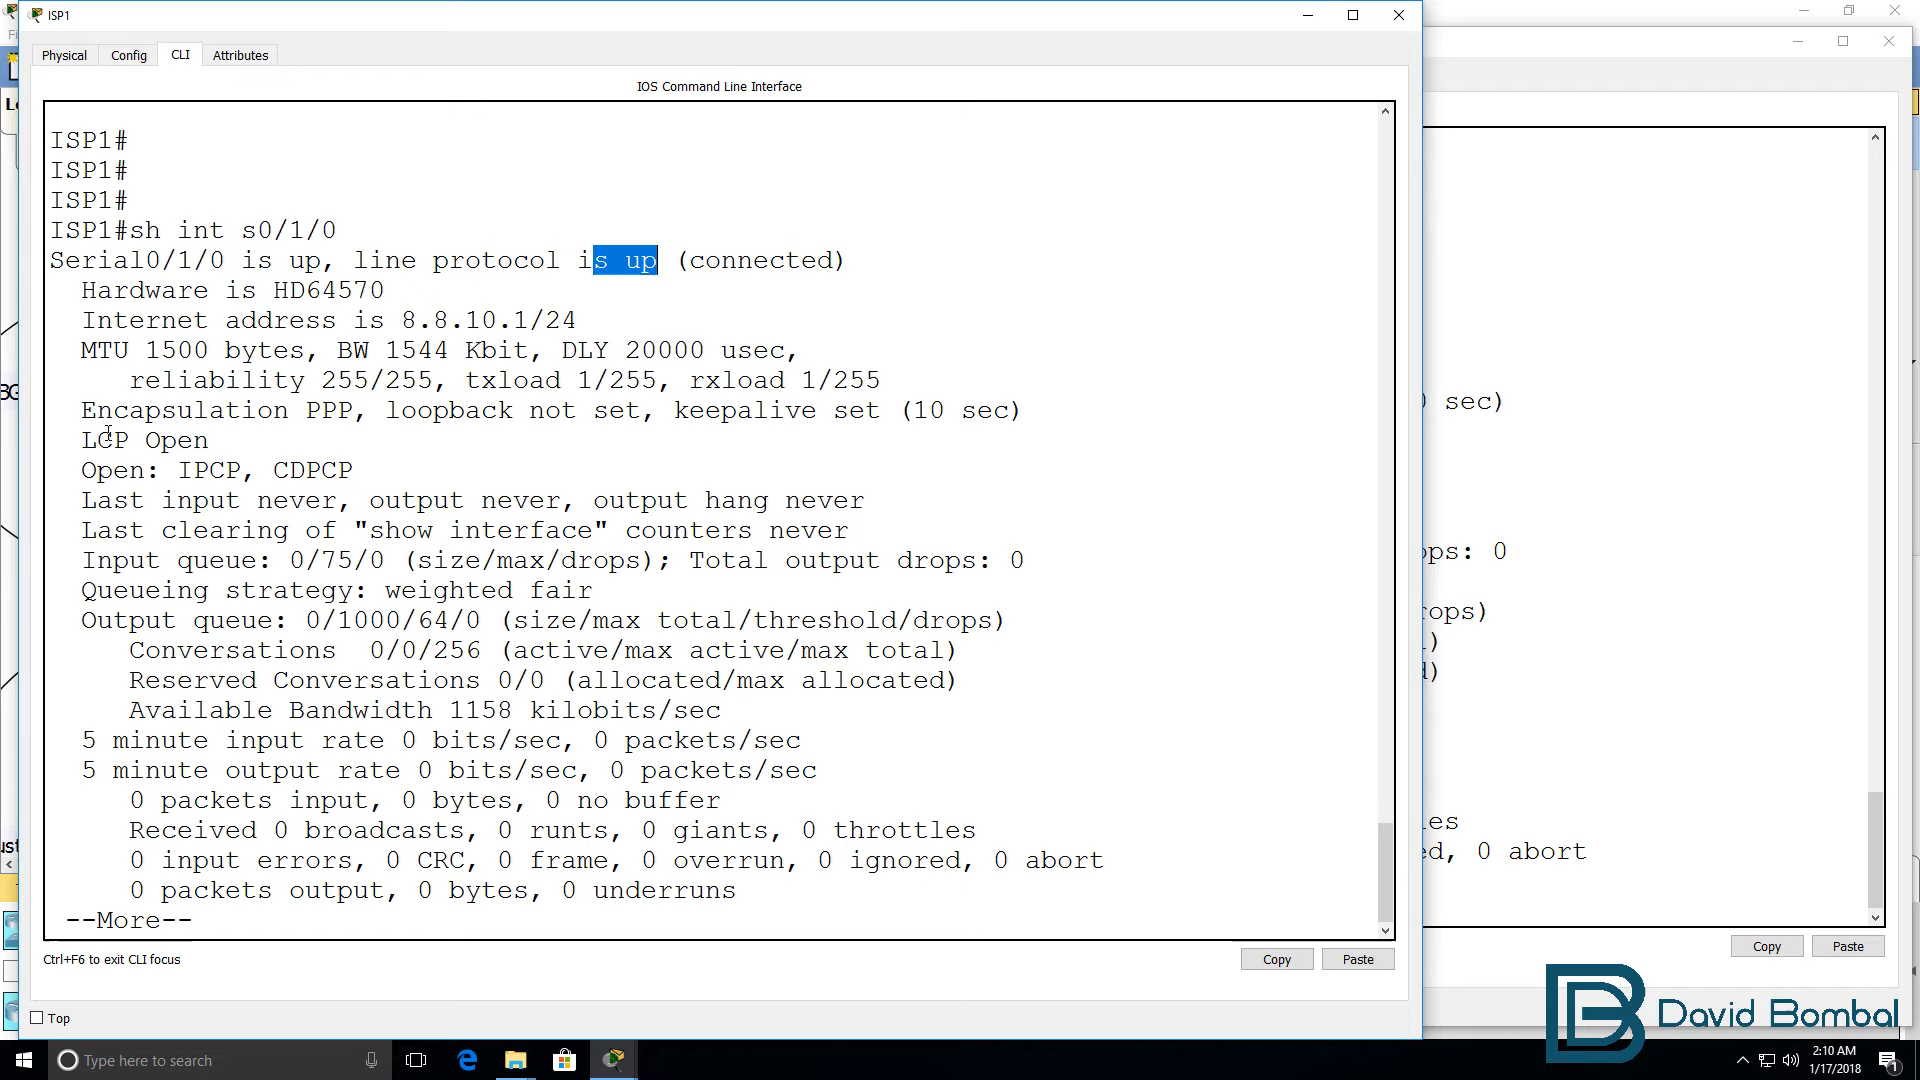 ISP1
Physical
Config
CLI
Attributes
IOS Command Line Interface
ISP1#
ISP1#
ISP1#
ISP1#sh int s0/1/0
Serial0/1/0 is up, line protocol is up (connected)
Hardware is HD64570
Internet address is 8.8.10.1/24
MTU 1500 bytes, BW 1544 Kbit, DLY 20000 usec,
reliability 255/255, txload 1/255, rxload 1/255
Encapsulation PPP, loopback not set, keepalive set (10 sec)
LCP Open
Open: IPCP, CDPCP
Last input never, output never, output hang never
Last clearing of "show interface" counters never
Input queue: 0/75/0 (size/max/drops); Total output drops: 0
Queueing strategy: weighted fair
Output queue: 0/1000/64/0 (size/max total/threshold/drops)
Conversations  0/0/256 (active/max active/max total)
Reserved Conversations 0/0 (allocated/max allocated)
Available Bandwidth 1158 kilobits/sec
5 minute input rate 0 bits/sec, 0 packets/sec
5 minute output rate 0 bits/sec, 0 packets/sec
0 packets input, 0 bytes, 0 no buffer
Received 0 broadcasts, 0 runts, 0 giants, 0 throttles
0 input errors, 0 CRC, 0 frame, 0 overrun, 0 ignored, 0 abort
0 packets output, 0 bytes, 0 underruns
--More--
Ctrl+F6 to exit CLI focus
Copy
Paste
Top
sec)
ops: 0
rops)
, 0 abort
Copy
Paste
David Bombal
Type here to search
2:10 AM
1/17/2018
1